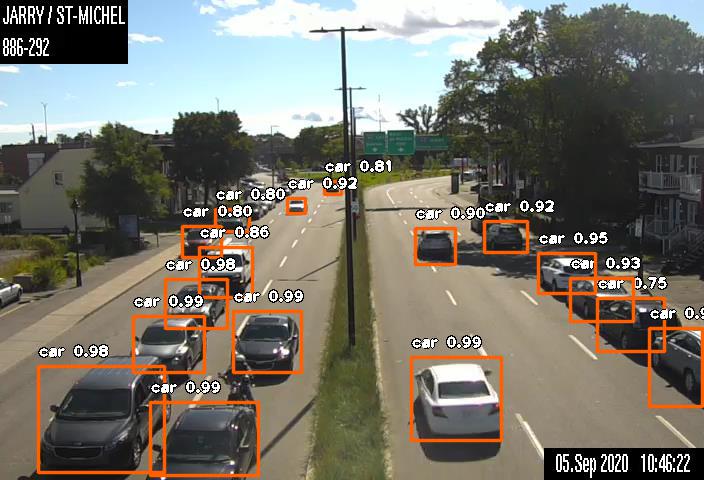 JARRY / ST-MICHEL
886-292
car 0.81
car 0.92
car 0.80
car 0.80
car 0.86
car 0.98
car 0.99
car 0.99
car 0.98
car 0.99
car 0.90
car 0.92
car 0.95
car 0.93
car 0.75
car 0.9
car 0.99
05.Sep 2020 10:46:22